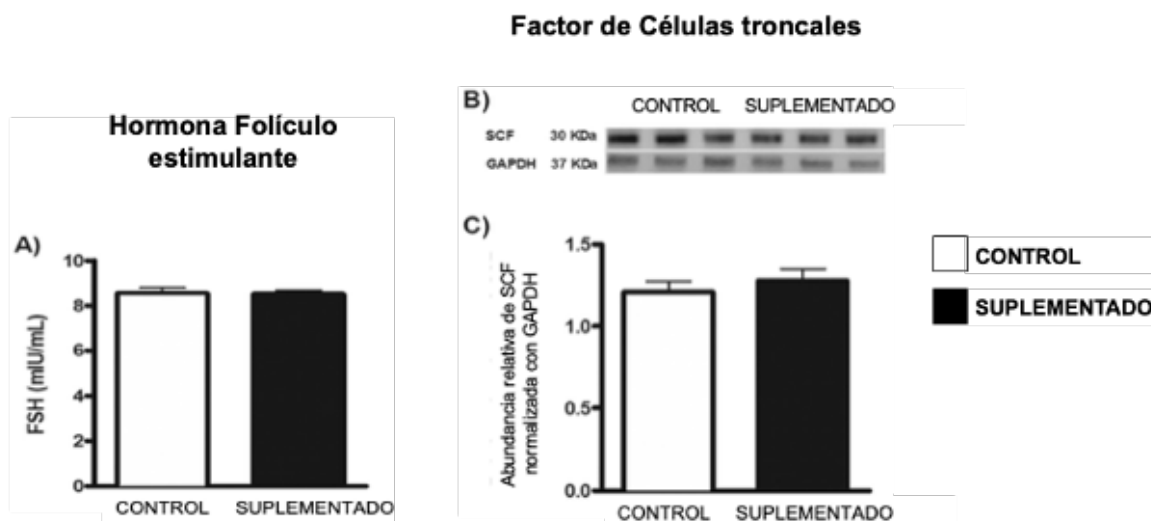 Factor de Células troncales
Hormona Folículo
estimulante
A)
FSH (mIU/mL)
10
8
6
4
2
0
CONTROL SUPLEMENTADO
B)
CONTROL SUPLEMENTADO
SCF 30 KDa
GAPDH 37 KDa
C)
Abundancia relativa de SCF
normalizada con GAPDH
1.5
1.0
0.5
0.0
CONTROL SUPLEMENTADO
CONTROL
SUPLEMENTADO